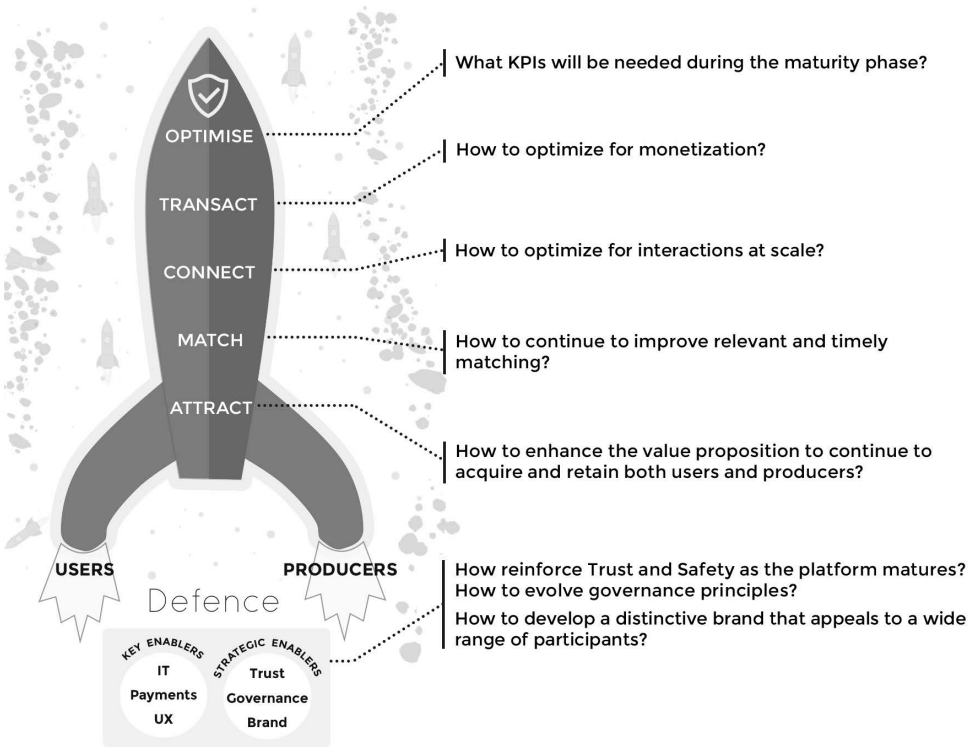 What KPIs will be needed during the maturity phase?
OPTIMISE
How to optimize for monetization?
TRANSACT
How to optimize for interactions at scale?
CONNECT
MATCH
How to continue to improve relevant and timely
matching?
ATTRACT
How to enhance the value proposition to continue to
acquire and retain both users and producers?
USERS
PRODUCERS
How reinforce Trust and Safety as the platform matures?
How to evolve governance principles?
How to develop a distinctive brand that appeals to a wide
range of participants?
Defence
KEY ENABLERS
IT
Payments
UX
STRATEGIC ENABLERS
Trust
Governance
Brand